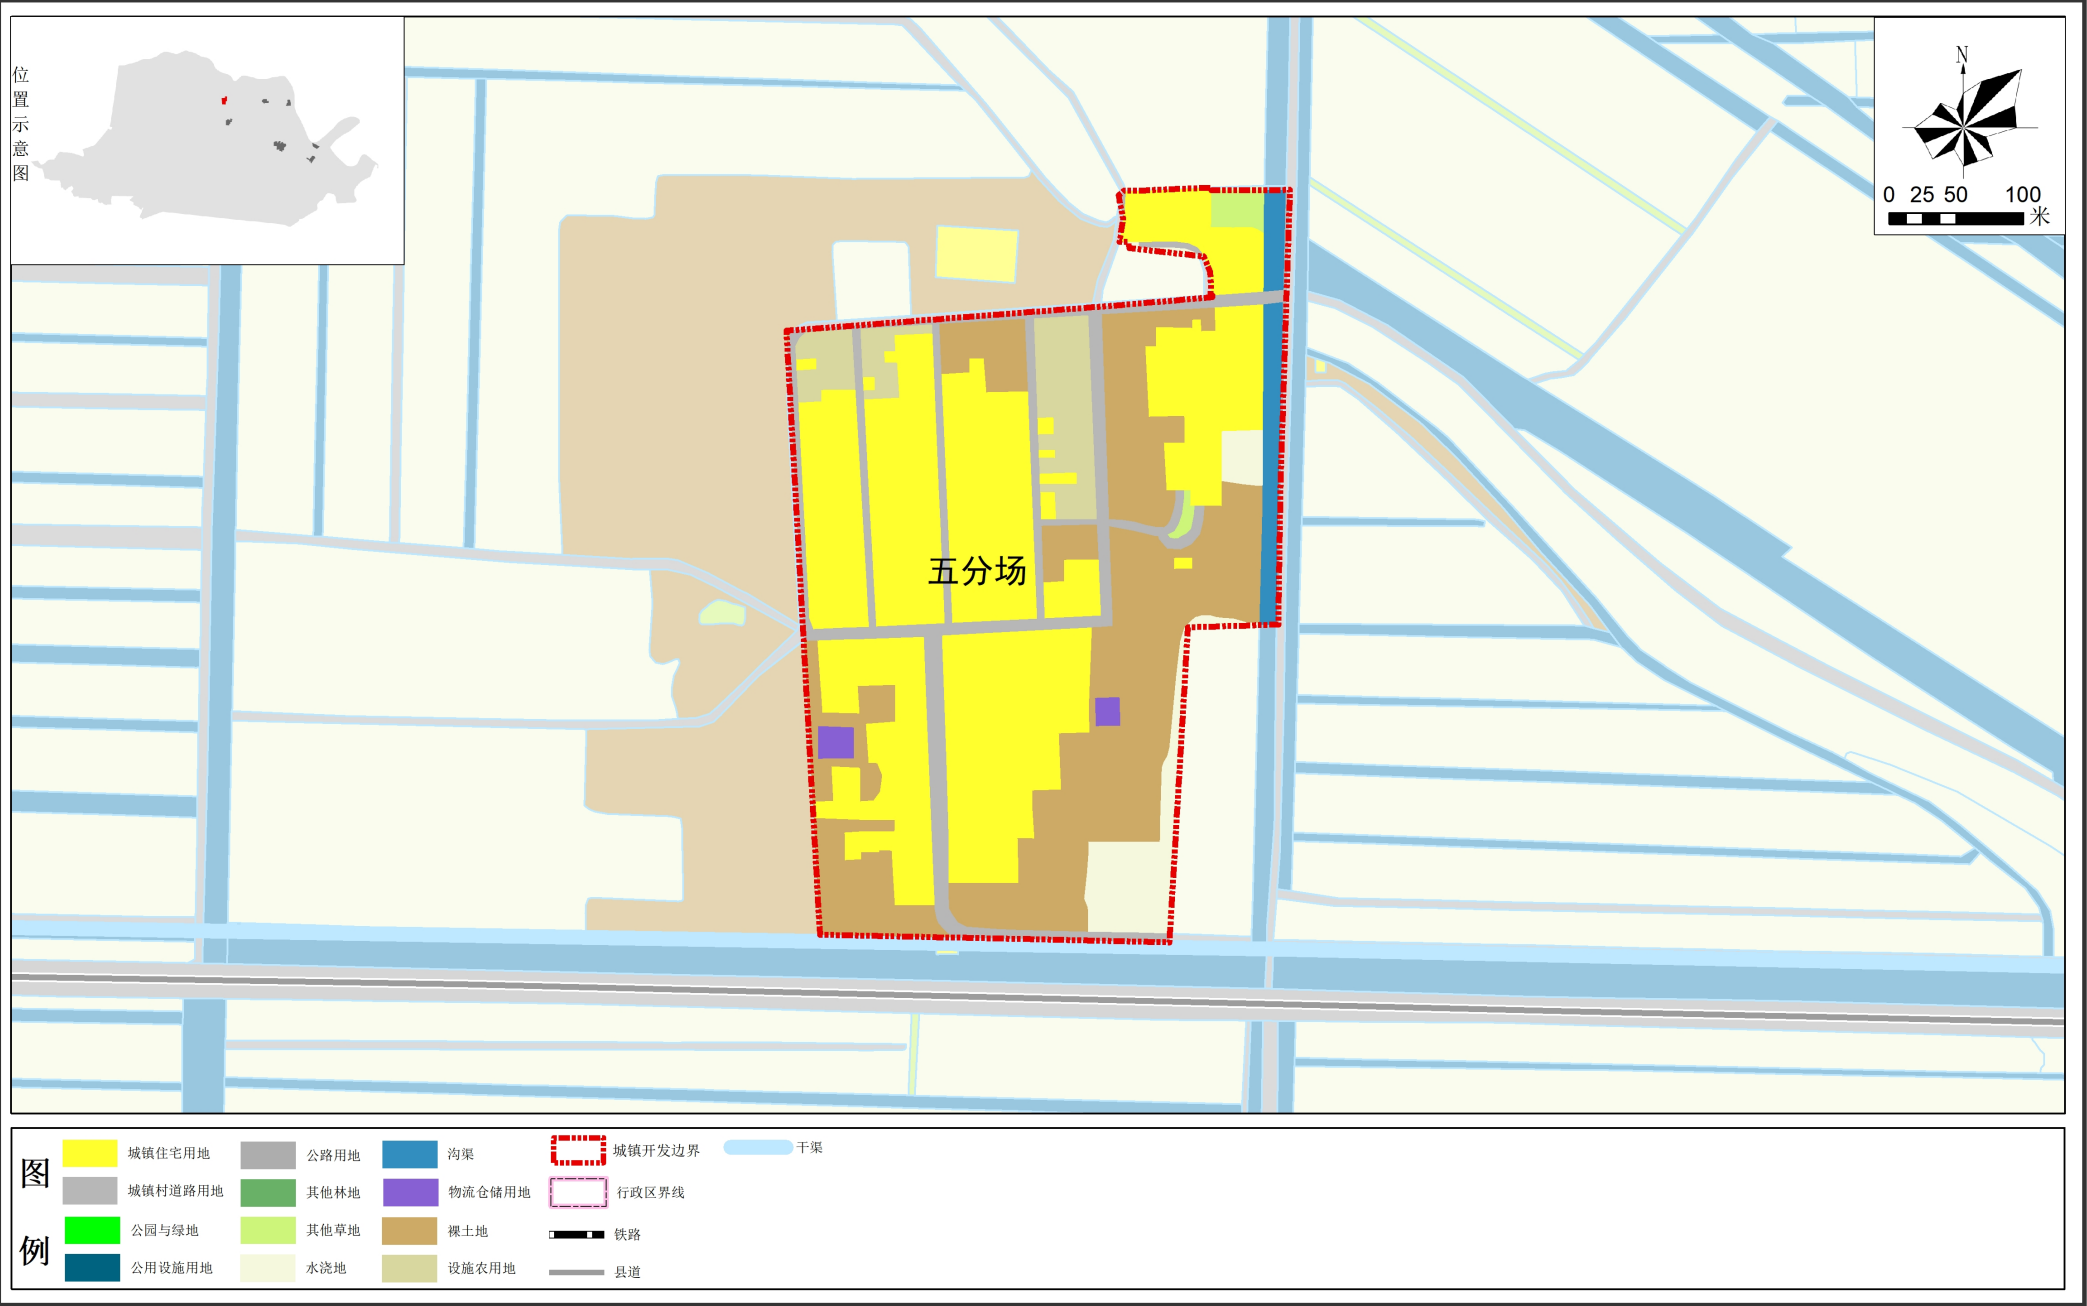 位置示意图
N
0 25 50 100
米
五分场
图例
城镇住宅用地
公路用地
沟渠
城镇开发边界
干渠
城镇村道路用地
其他林地
物流仓储用地
行政区界线
公园与绿地
其他草地
裸土地
铁路
公用设施用地
水浇地
设施农用地
县道